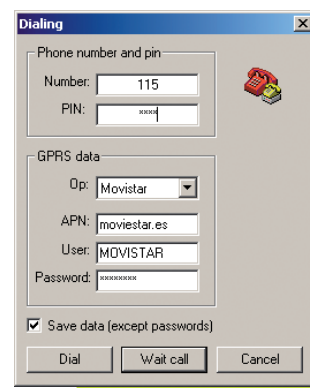 Dialing
Phone number and pin
Number: 115
PIN: ****
GPRS data
Op: Movistar
APN: moviestar.es
User: MOVISTAR
Password: ********
Save data (except passwords)
Dial Wait call Cancel